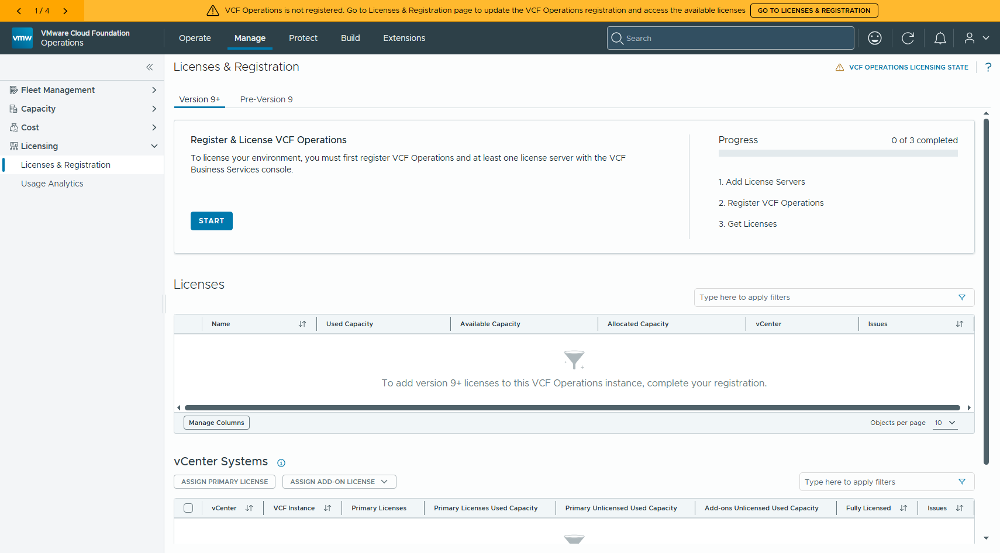 1 / 4
VCF Operations is not registered. Go to Licenses & Registration page to update the VCF Operations registration and access the available licenses
GO TO LICENSES & REGISTRATION
vmw
VMware Cloud Foundation
Operations
Operate
Manage
Protect
Build
Extensions
Search
Fleet Management
Capacity
Cost
Licensing
Licenses & Registration
Usage Analytics
Licenses & Registration
VCF OPERATIONS LICENSING STATE
?
Version 9+
Pre-Version 9
Register & License VCF Operations
To license your environment, you must first register VCF Operations and at least one license server with the VCF
Business Services console.
START
Progress
0 of 3 completed
1. Add License Servers
2. Register VCF Operations
3. Get Licenses
Licenses
Type here to apply filters
Name
Used Capacity
Available Capacity
Allocated Capacity
vCenter
Issues
To add version 9+ licenses to this VCF Operations instance, complete your registration.
Manage Columns
Objects per page
10
vCenter Systems
ASSIGN PRIMARY LICENSE
ASSIGN ADD-ON LICENSE
Type here to apply filters
vCenter
VCF Instance
Primary Licenses
Primary Licenses Used Capacity
Primary Unlicensed Used Capacity
Add-ons Unlicensed Used Capacity
Fully Licensed
Issues